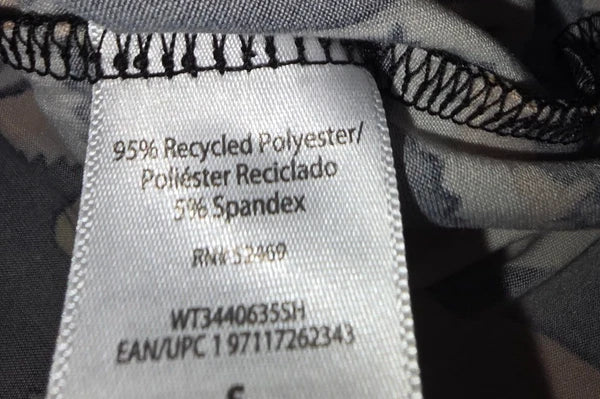 95% Recycled Polyester/
Poliéster Reciclado
5% Spandex
RN# 52469
WT3440635SH
EAN/UPC 1 97117262343